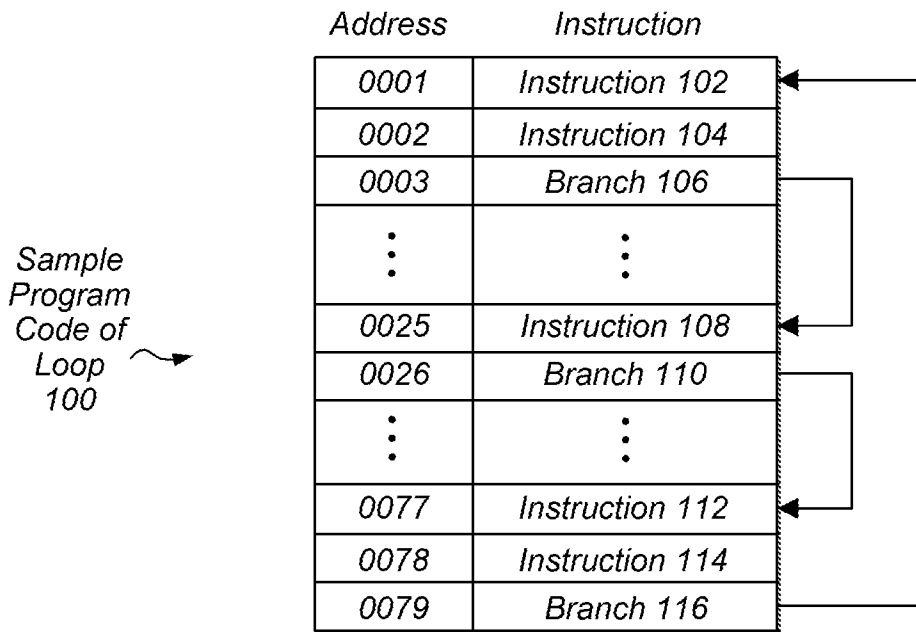 Address Instruction
0001 Instruction 102
0002 Instruction 104
0003 Branch 106
⋮ ⋮
0025 Instruction 108
0026 Branch 110
⋮ ⋮
0077 Instruction 112
0078 Instruction 114
0079 Branch 116
Sample
Program
Code of
Loop
100